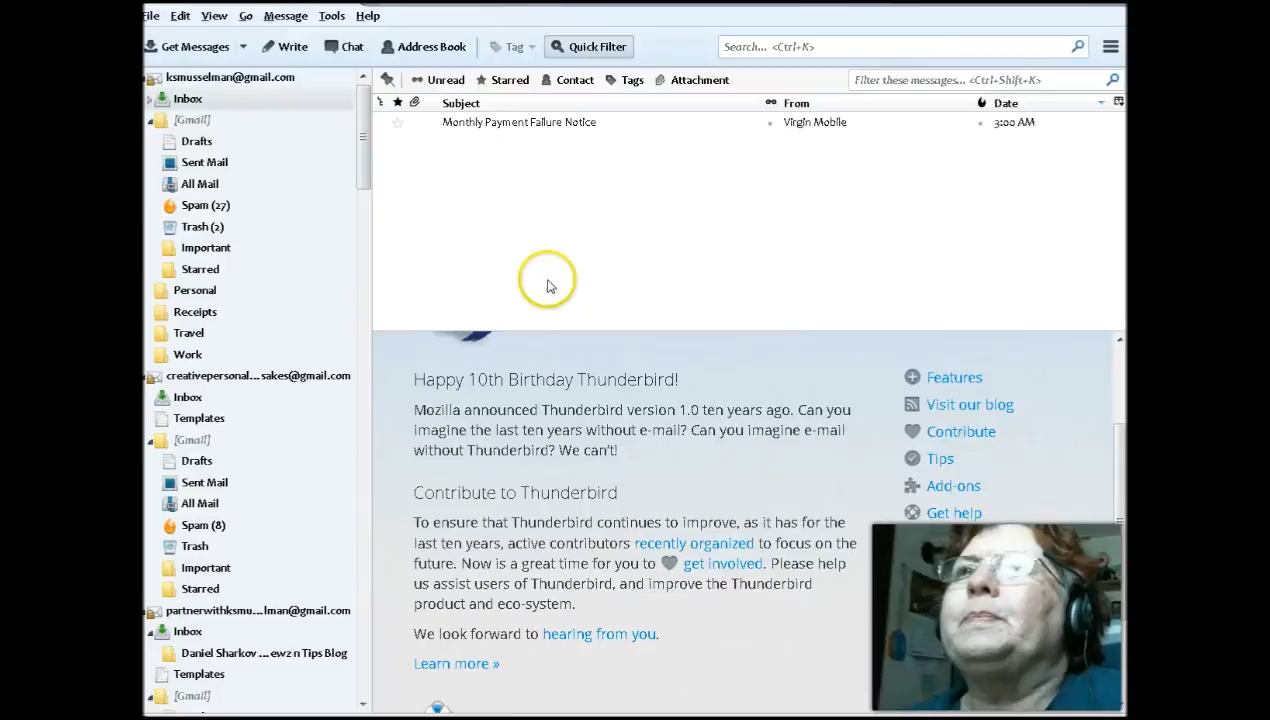 File Edit View Go Message Tools Help
Get Messages Write Chat Address Book Tag Quick Filter Search... <Ctrl+K>
ksmusselman@gmail.com
Inbox
[Gmail]
Drafts
Sent Mail
All Mail
Spam (27)
Trash (2)
Important
Starred
Personal
Receipts
Travel
Work
creativepersonal...sakes@gmail.com
Inbox
Templates
[Gmail]
Drafts
Sent Mail
All Mail
Spam (8)
Trash
Important
Starred
partnerwithksmu...lman@gmail.com
Inbox
Daniel Sharkov ...ewz n Tips Blog
Templates
[Gmail]
Unread Starred Contact Tags Attachment Filter these messages... <Ctrl+Shift+K>
Subject From Date
Monthly Payment Failure Notice Virgin Mobile 3:00 AM
Happy 10th Birthday Thunderbird!
Mozilla announced Thunderbird version 1.0 ten years ago. Can you
imagine the last ten years without e-mail? Can you imagine e-mail
without Thunderbird? We can't!
Contribute to Thunderbird
To ensure that Thunderbird continues to improve, as it has for the
last ten years, active contributors recently organized to focus on the
future. Now is a great time for you to get involved. Please help
us assist users of Thunderbird, and improve the Thunderbird
product and eco-system.
We look forward to hearing from you.
Learn more »
Features
Visit our blog
Contribute
Tips
Add-ons
Get help